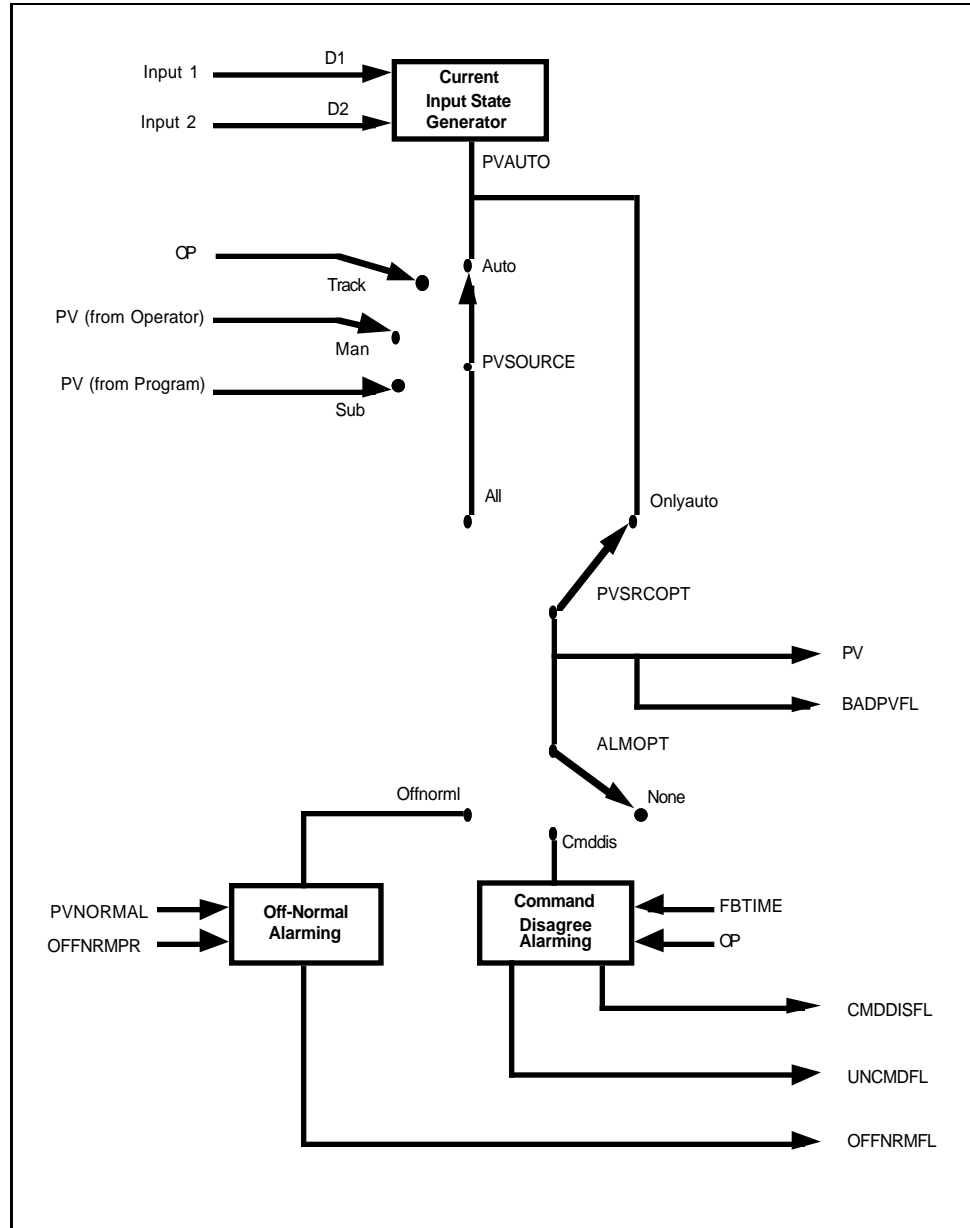 Input 1
D1
Current
Input State
Generator
Input 2
D2
PVAUTO
OP
Track
Auto
PV (from Operator)
Man
PVSOURCE
PV (from Program)
Sub
All
Onlyauto
PVSRCOPT
PV
BADPVFL
ALMOPT
None
Offnorml
Cmddis
PVNORMAL
OFFNRMPR
Off-Normal
Alarming
Command
Disagree
Alarming
FBTIME
OP
CMDDISFL
UNCMDFL
OFFNRMFL